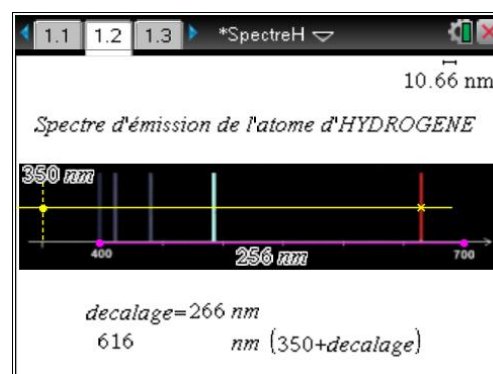 1.1 1.2 1.3 *SpectreH
10.66 nm
Spectre d'émission de l'atome d'HYDROGENE
350 nm
400 256 nm 700
decalage=266 nm
616 nm (350+decalage)